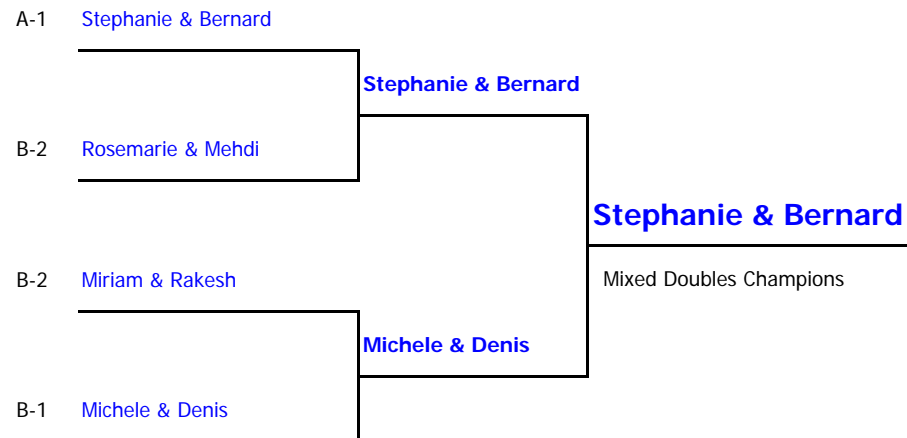 A-1 Stephanie & Bernard
Stephanie & Bernard
B-2 Rosemarie & Mehdi
Stephanie & Bernard
B-2 Miriam & Rakesh
Mixed Doubles Champions
Michele & Denis
B-1 Michele & Denis